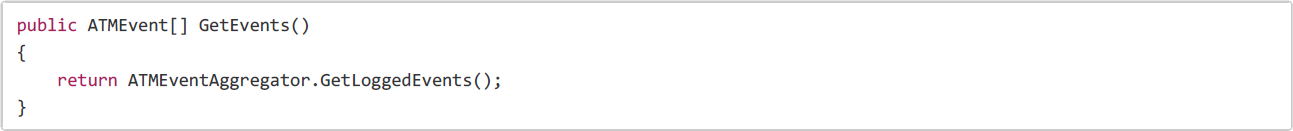 public ATMEvent[] GetEvents()
{
    return ATMEventAggregator.GetLoggedEvents();
}